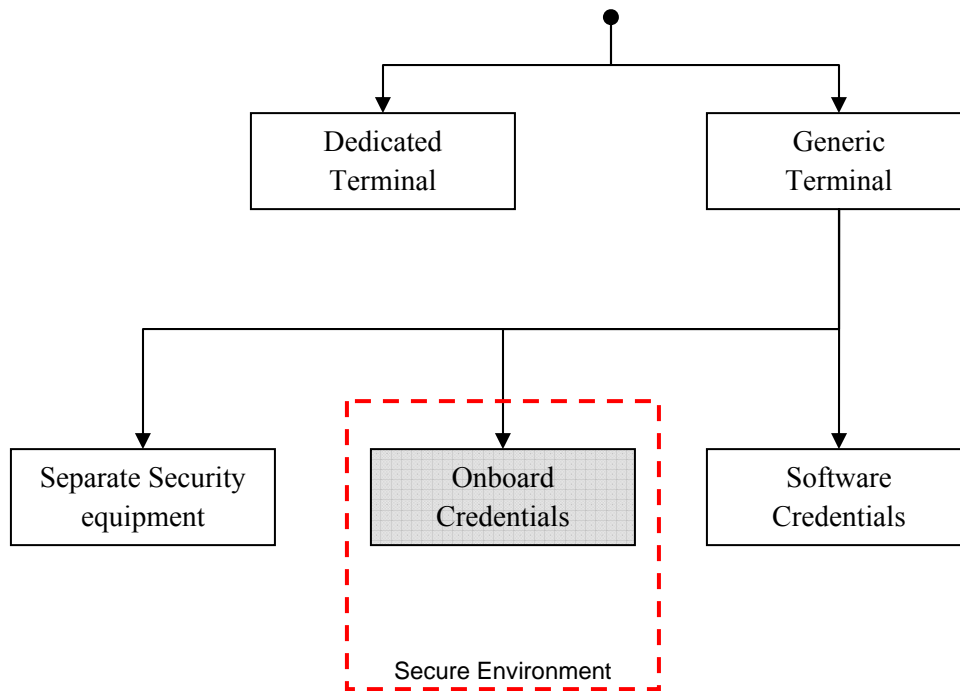 Dedicated
Terminal
Generic
Terminal
Separate Security
equipment
Onboard
Credentials
Software
Credentials
Secure Environment